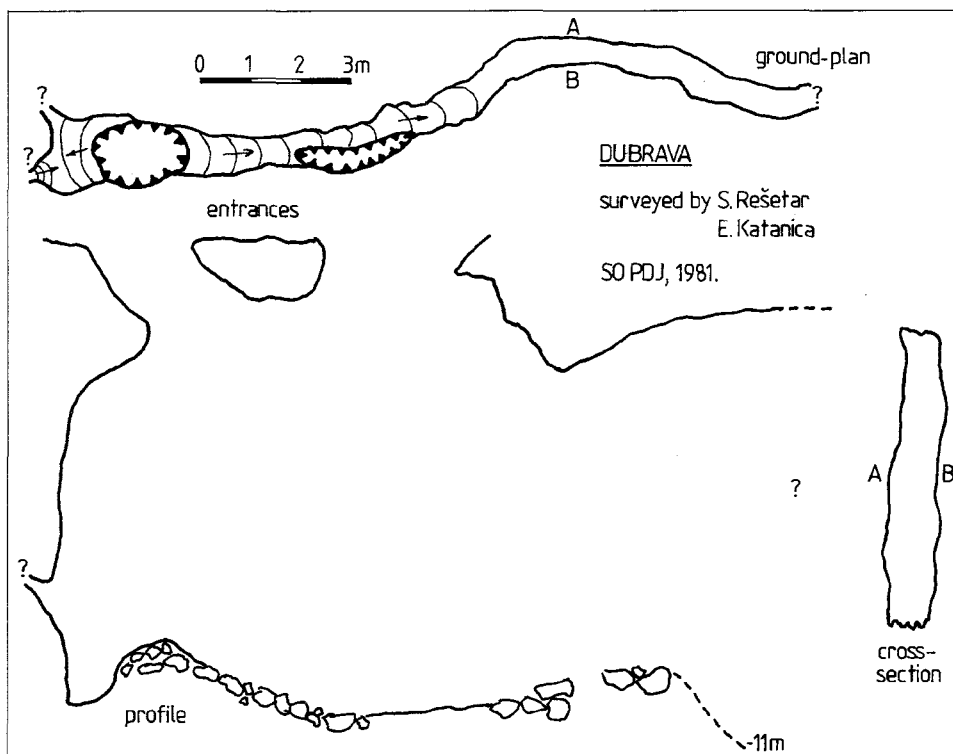 A
ground-plan
0 1 2 3m
B
?
?
?
DUBRAVA
surveyed by S. Rešetar
E. Katanica
entrances
SO PDJ, 1981.
A
B
?
?
cross-
section
profile
-11m